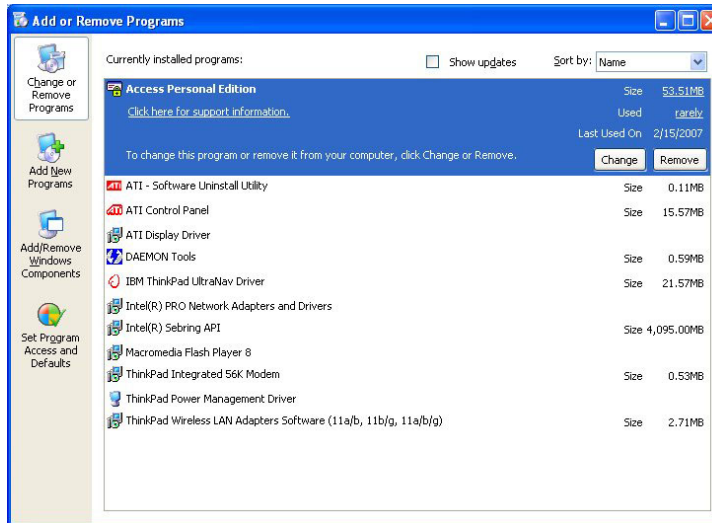 Add or Remove Programs
Currently installed programs:
Show updates
Sort by: Name
Change or
Remove
Programs
Add New
Programs
Add/Remove
Windows
Components
Set Program
Access and
Defaults
Access Personal Edition Size 53.51MB
Click here for support information. Used rarely
Last Used On 2/15/2007
To change this program or remove it from your computer, click Change or Remove. Change Remove
ATI - Software Uninstall Utility Size 0.11MB
ATI Control Panel Size 15.57MB
ATI Display Driver
DAEMON Tools Size 0.59MB
IBM ThinkPad UltraNav Driver Size 21.57MB
Intel(R) PRO Network Adapters and Drivers
Intel(R) Sebring API Size 4,095.00MB
Macromedia Flash Player 8
ThinkPad Integrated 56K Modem Size 0.53MB
ThinkPad Power Management Driver
ThinkPad Wireless LAN Adapters Software (11a/b, 11b/g, 11a/b/g) Size 2.71MB